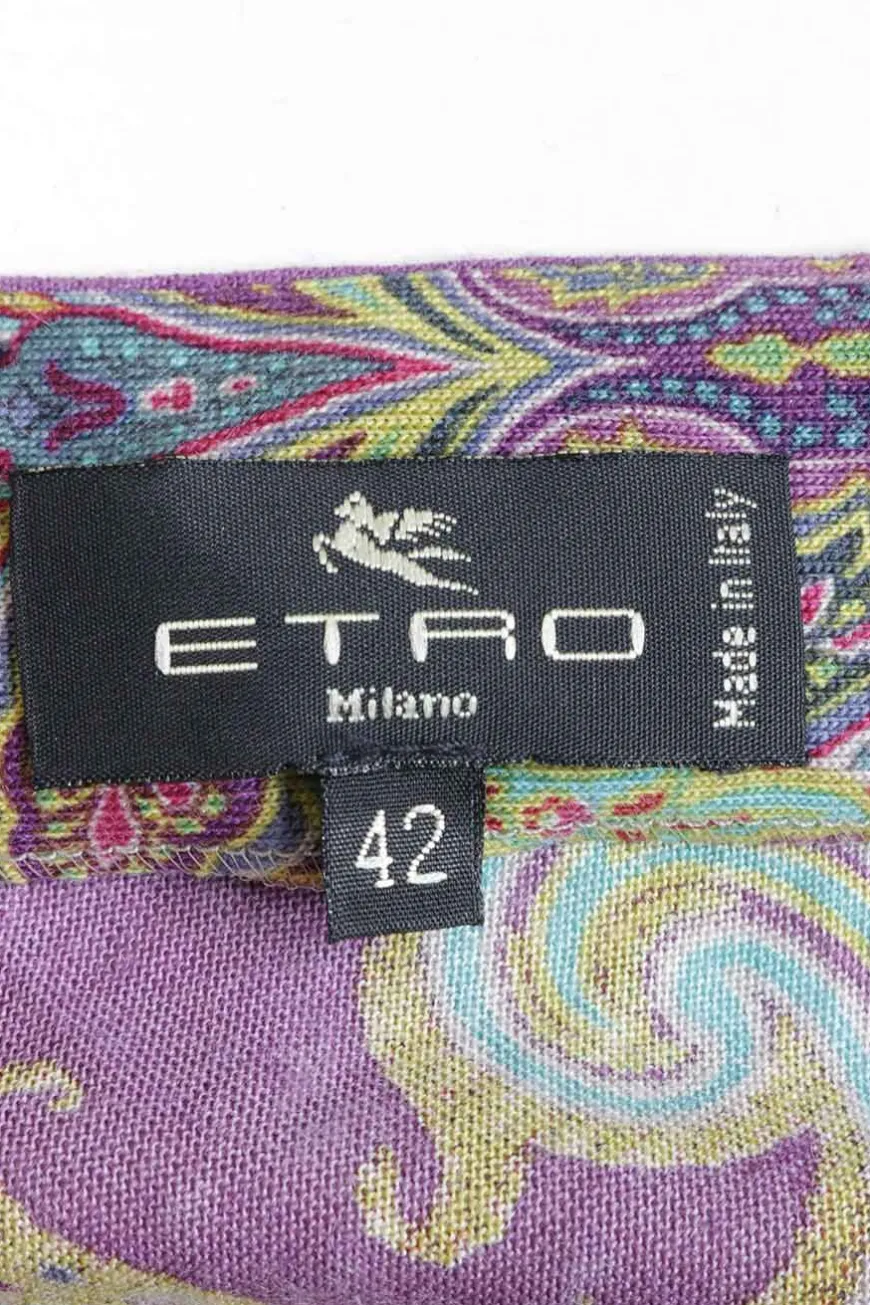 ETRO
Milano
Made in Italy
42